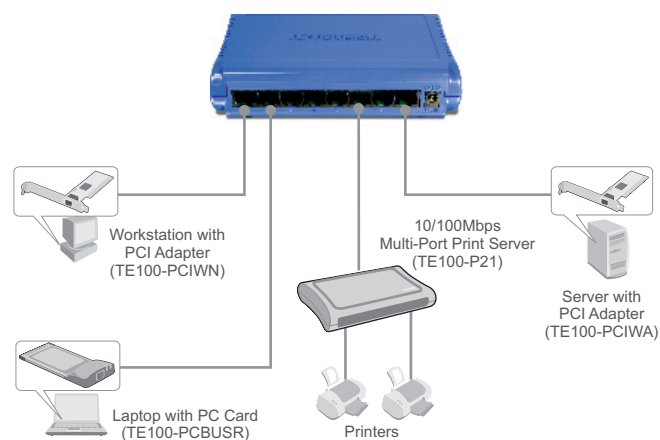 Workstation with
PCI Adapter
(TE100-PCIWN)
10/100Mbps
Multi-Port Print Server
(TE100-P21)
Server with
PCI Adapter
(TE100-PCIWA)
Laptop with PC Card
(TE100-PCBUSR)
Printers